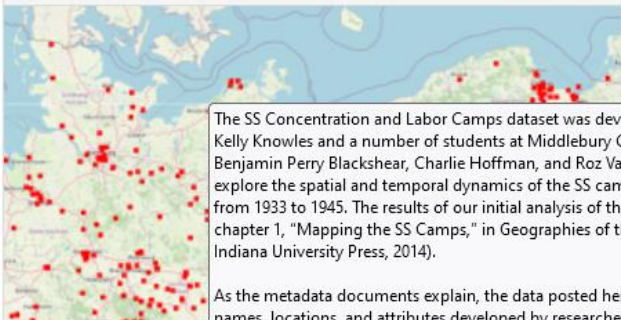 The SS Concentration and Labor Camps dataset was
Kelly Knowles and a number of students at Middlebury
Benjamin Perry Blackshear, Charlie Hoffman, and Roz
explore the spatial and temporal dynamics of the SS
from 1933 to 1945. The results of our initial analysis of
chapter 1, "Mapping the SS Camps," in Geographies of
Indiana University Press, 2014).
As the metadata documents explain, the data posted
names, locations, and attributes developed by